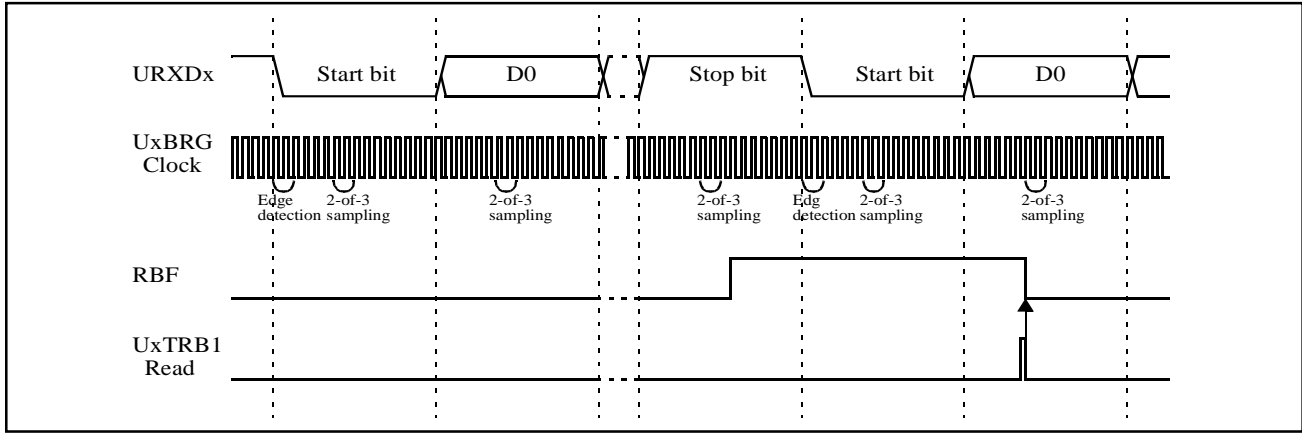 URXDx
Start bit
D0
Stop bit
Start bit
D0
UxBRG
Clock
Edge
detection
2-of-3
sampling
2-of-3
sampling
2-of-3
sampling
Edg
detection
2-of-3
sampling
2-of-3
sampling
RBF
UxTRB1
Read